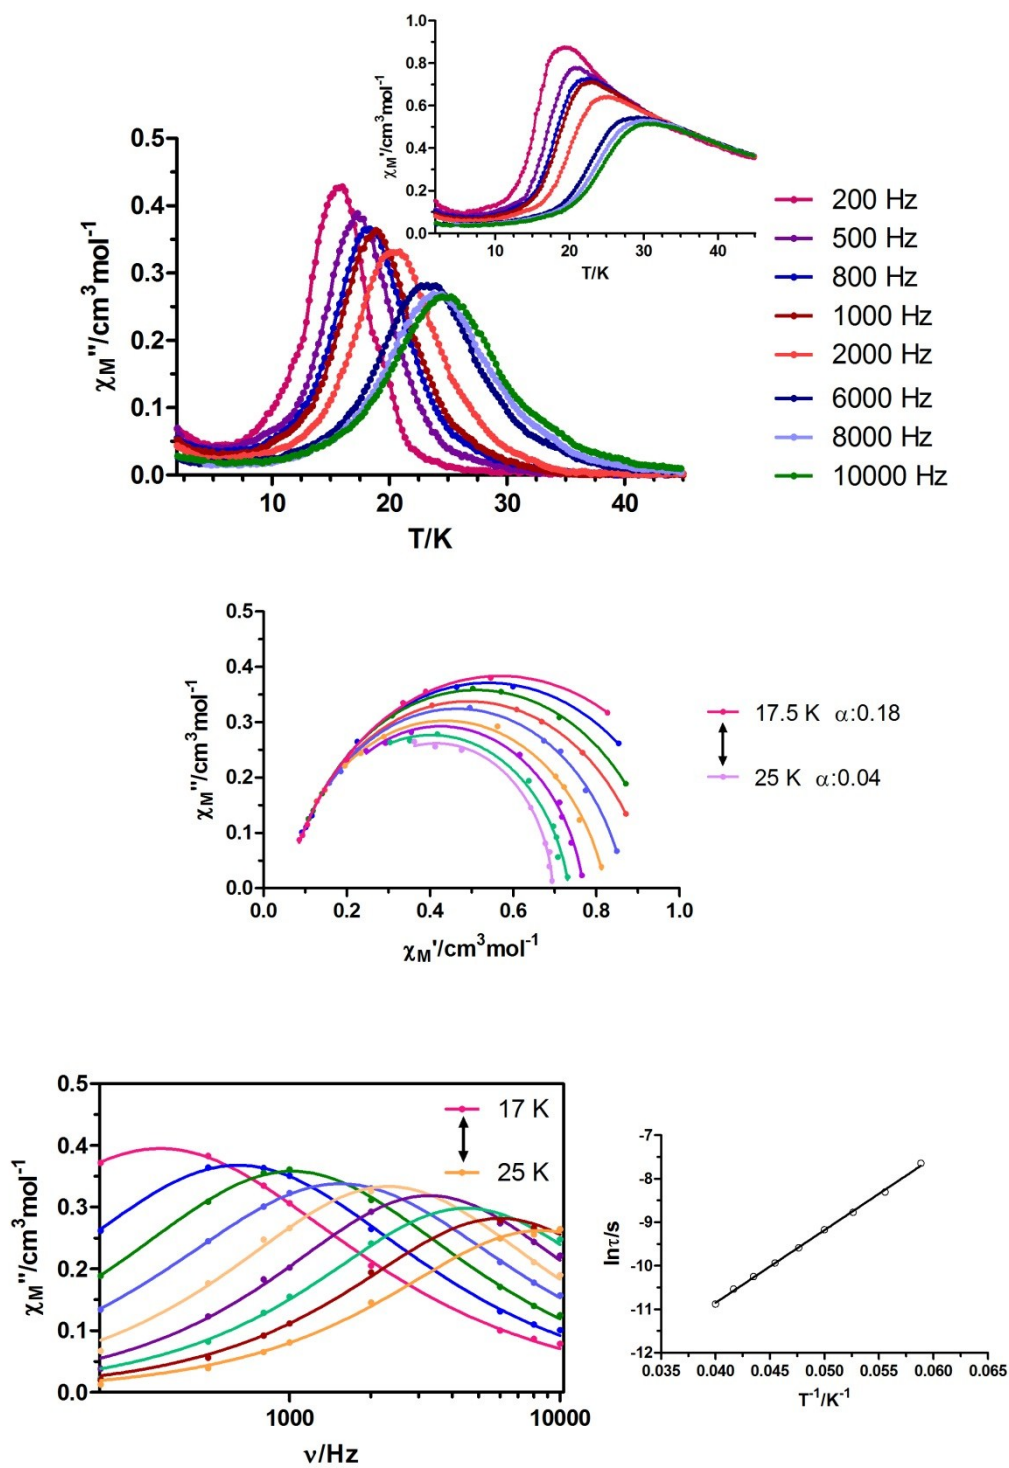 1.0
0.8
0.6
0.4
0.2
0.0
χM'/cm3mol-1
10 20 30 40
T/K
0.5
0.4
0.3
0.2
0.1
0.0
χM''/cm3mol-1
10 20 30 40
T/K
200 Hz
500 Hz
800 Hz
1000 Hz
2000 Hz
6000 Hz
8000 Hz
10000 Hz
0.5
0.4
0.3
0.2
0.1
0.0
χM''/cm3mol-1
0.0 0.2 0.4 0.6 0.8 1.0
χM'/cm3mol-1
17.5 K α:0.18
25 K α:0.04
0.5
0.4
0.3
0.2
0.1
0.0
χM''/cm3mol-1
1000 10000
ν/Hz
17 K
25 K
-7
-8
-9
-10
-11
-12
lnτ/s
0.035 0.040 0.045 0.050 0.055 0.060 0.065
T-1/K-1